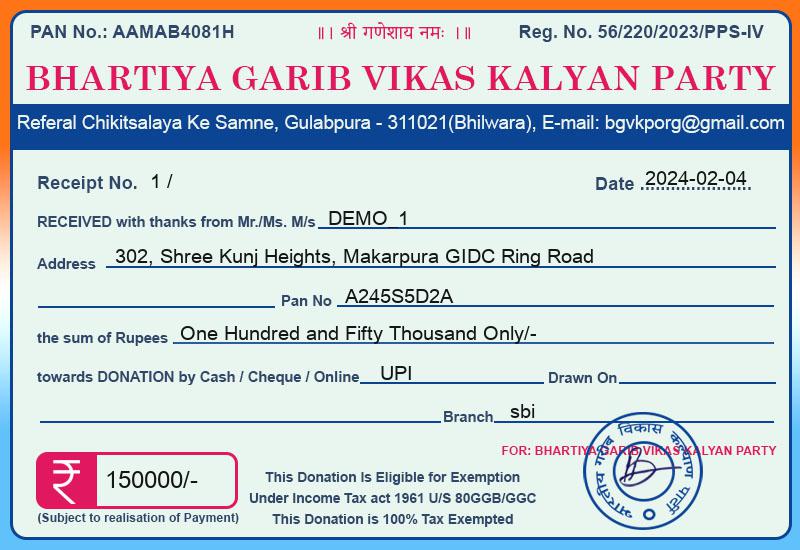 PAN No.: AAMAB4081H ॥। श्री गणेशाय नमः ।॥ Reg. No. 56/220/2023/PPS-IV
BHARTIYA GARIB VIKAS KALYAN PARTY
Referal Chikitsalaya Ke Samne, Gulabpura - 311021(Bhilwara), E-mail: bgvkporg@gmail.com
Receipt No. 1 / Date 2024-02-04
RECEIVED with thanks from Mr./Ms. M/s DEMO_1
Address 302, Shree Kunj Heights, Makarpura GIDC Ring Road
Pan No A245S5D2A
the sum of Rupees One Hundred and Fifty Thousand Only/-
towards DONATION by Cash / Cheque / Online UPI Drawn On
Branch sbi
FOR: BHARTIYA GARIB VIKAS KALYAN PARTY
₹ 150000/-
(Subject to realisation of Payment)
This Donation Is Eligible for Exemption
Under Income Tax act 1961 U/S 80GGB/GGC
This Donation is 100% Tax Exempted
भारतीय गरीब विकास कल्याण पार्टी